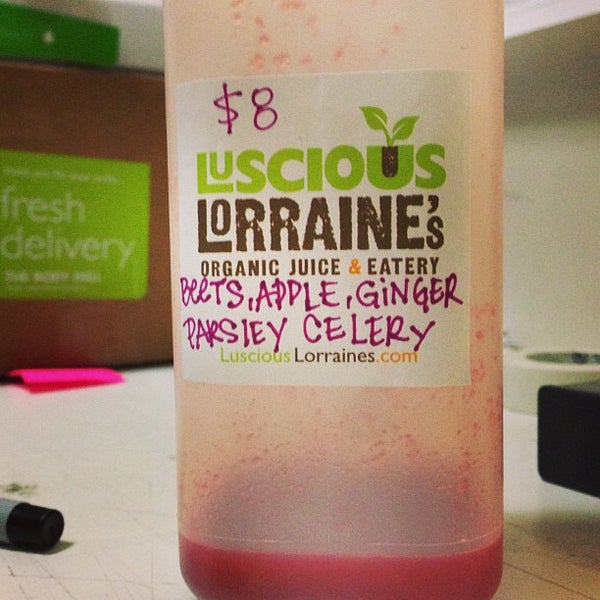 $8
LUSCIOUS
LORRAINE'S
ORGANIC JUICE & EATERY
BEETS, APPLE, GINGER
PARSLEY CELERY
LusciousLorraines.com
fresh
delivery